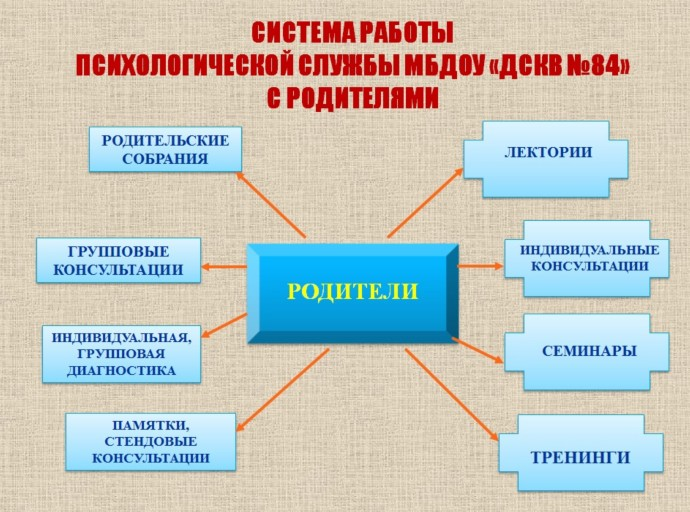 СИСТЕМА РАБОТЫ
ПСИХОЛОГИЧЕСКОЙ СЛУЖБЫ МБДОУ «ДСКВ №84»
С РОДИТЕЛЯМИ
РОДИТЕЛЬСКИЕ
СОБРАНИЯ
ЛЕКТОРИИ
ГРУППОВЫЕ
КОНСУЛЬТАЦИИ
ИНДИВИДУАЛЬНЫЕ
КОНСУЛЬТАЦИИ
РОДИТЕЛИ
ИНДИВИДУАЛЬНАЯ,
ГРУППОВАЯ
ДИАГНОСТИКА
СЕМИНАРЫ
ПАМЯТКИ,
СТЕНДОВЫЕ
КОНСУЛЬТАЦИИ
ТРЕНИНГИ